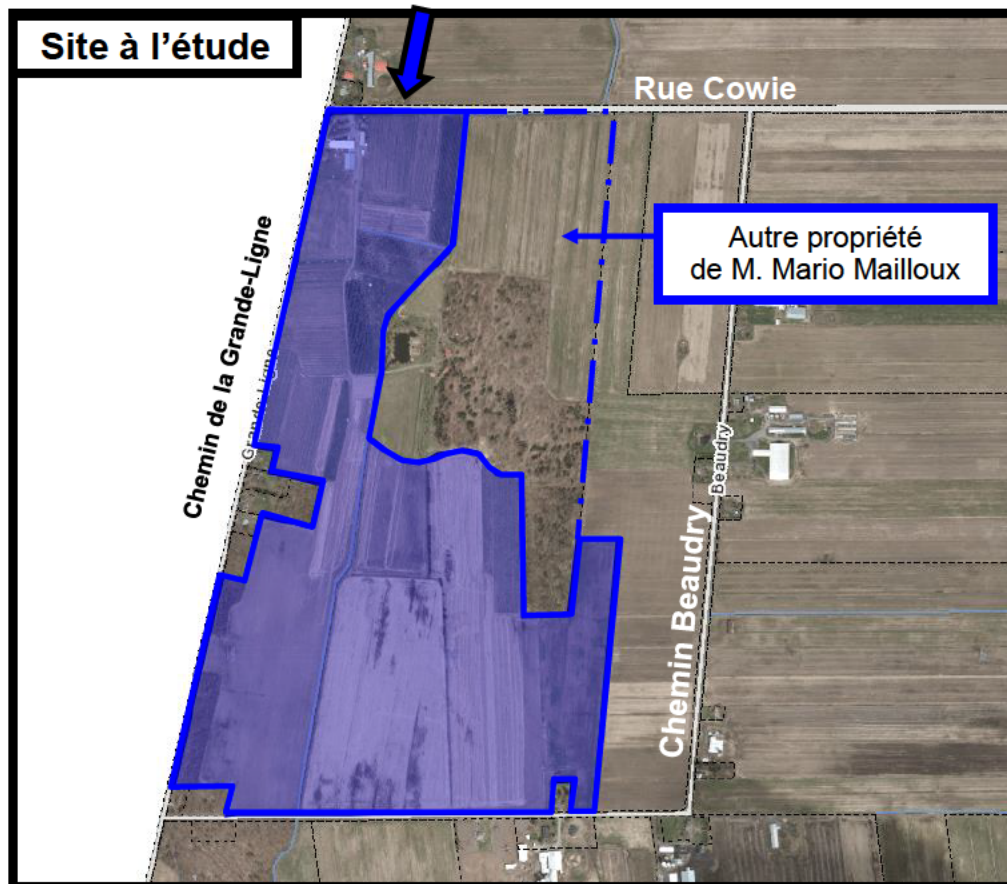 Site à l'étude
Rue Cowie
Autre propriété
de M. Mario Mailloux
Chemin de la Grande-Ligne
Grande-Ligne
Chemin Beaudry
Beaudry